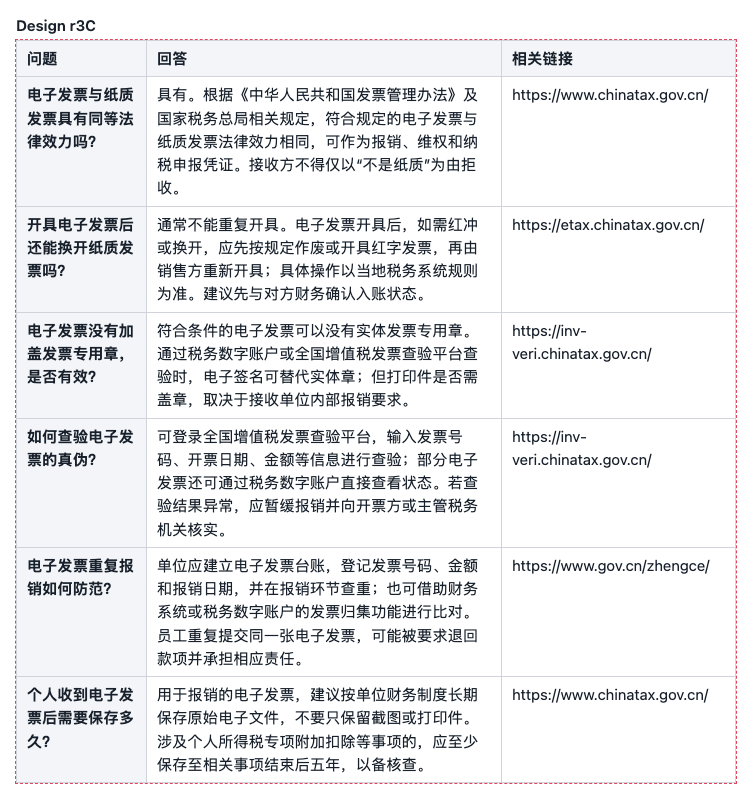 Design r3C
问题
回答
相关链接
电子发票与纸质
发票具有同等法
律效力吗？
具有。根据《中华人民共和国发票管理办法》及
国家税务总局相关规定，符合规定的电子发票与
纸质发票法律效力相同，可作为报销、维权和纳
税申报凭证。接收方不得仅以“不是纸质”为由拒
收。
https://www.chinatax.gov.cn/
开具电子发票后
还能换开纸质发
票吗？
通常不能重复开具。电子发票开具后，如需红冲
或换开，应先按规定作废或开具红字发票，再由
销售方重新开具；具体操作以当地税务系统规则
为准。建议先与对方财务确认入账状态。
https://etax.chinatax.gov.cn/
电子发票没有加
盖发票专用章，
是否有效？
符合条件的电子发票可以没有实体发票专用章。
通过税务数字账户或全国增值税发票查验平台查
验时，电子签名可替代实体章；但打印件是否需
盖章，取决于接收单位内部报销要求。
https://inv-
veri.chinatax.gov.cn/
如何查验电子发
票的真伪？
可登录全国增值税发票查验平台，输入发票号
码、开票日期、金额等信息进行查验；部分电子
发票还可通过税务数字账户直接查看状态。若查
验结果异常，应暂缓报销并向开票方或主管税务
机关核实。
https://inv-
veri.chinatax.gov.cn/
电子发票重复报
销如何防范？
单位应建立电子发票台账，登记发票号码、金额
和报销日期，并在报销环节查重；也可借助财务
系统或税务数字账户的发票归集功能进行比对。
员工重复提交同一张电子发票，可能被要求退回
款项并承担相应责任。
https://www.gov.cn/zhengce/
个人收到电子发
票后需要保存多
久？
用于报销的电子发票，建议按单位财务制度长期
保存原始电子文件，不要只保留截图或打印件。
涉及个人所得税专项附加扣除等事项的，应至少
保存至相关事项结束后五年，以备核查。
https://www.chinatax.gov.cn/